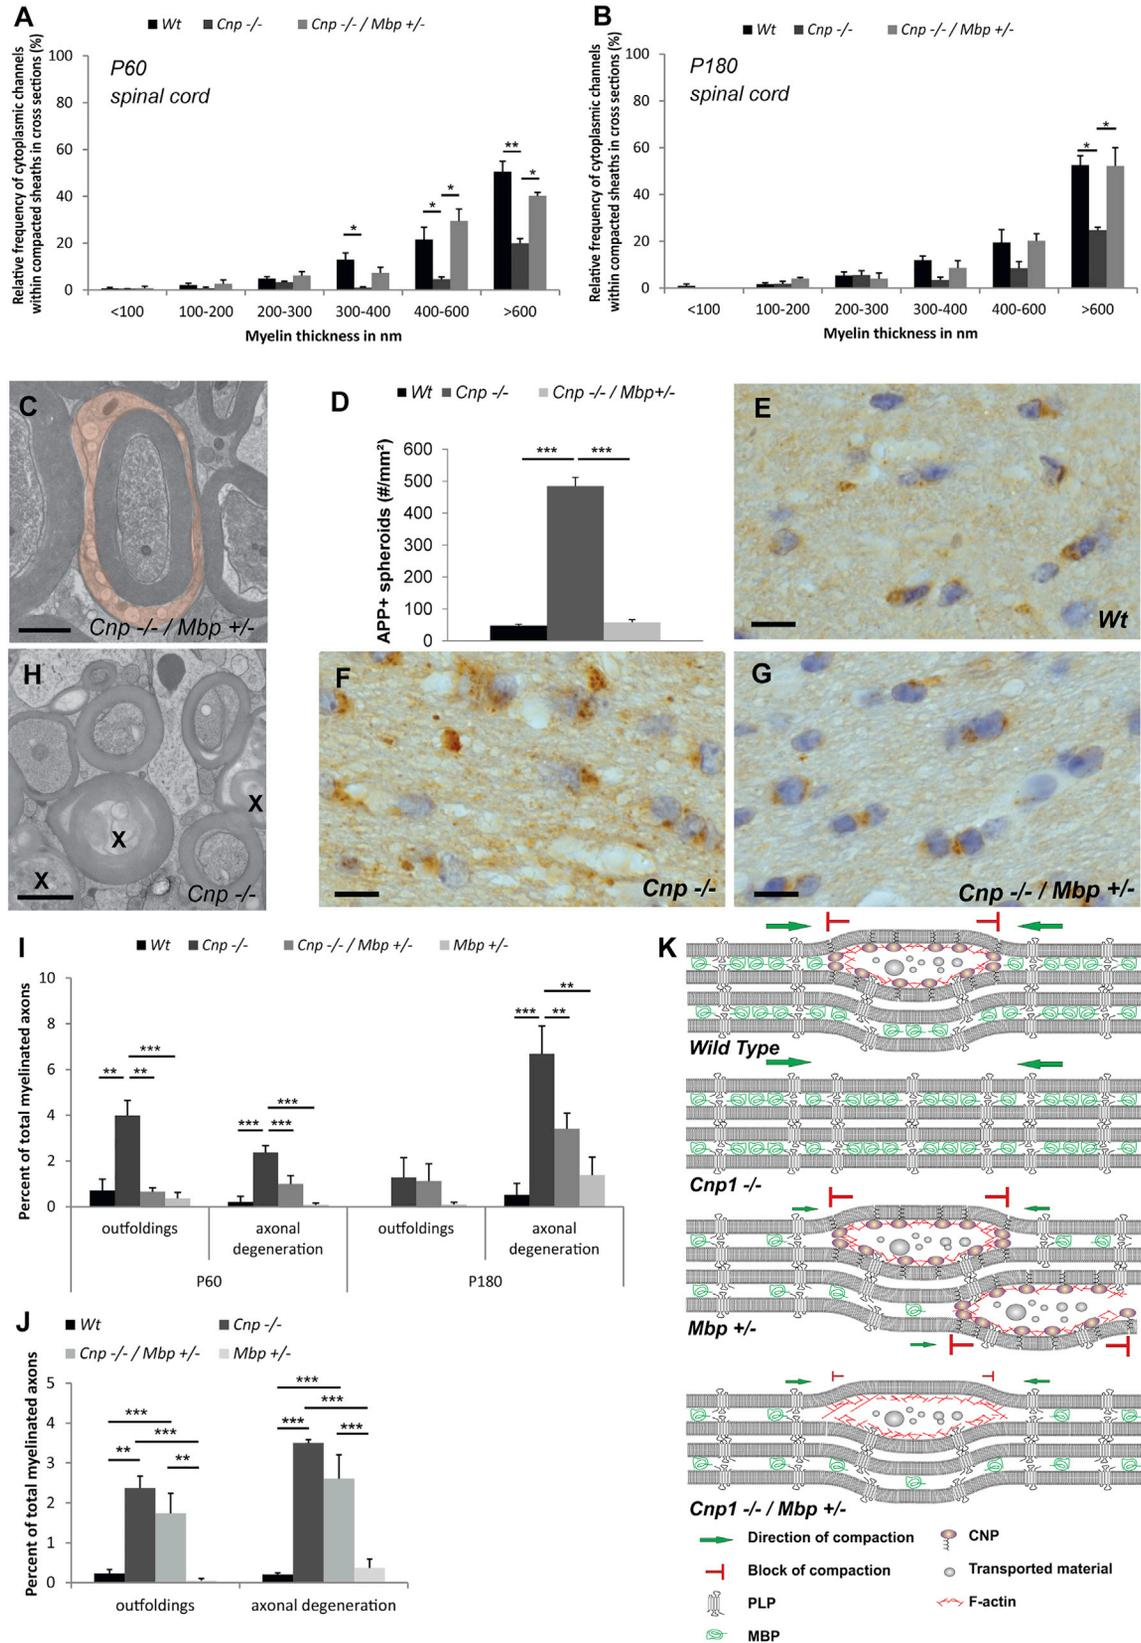 A
Wt Cnp -/- Cnp -/- / Mbp +/-
Relative frequency of cytoplasmic channels
within compacted sheaths in cross sections (%)
P60
spinal cord
100
80
60
40
20
0
** * * * *
<100 100-200 200-300 300-400 400-600 >600
Myelin thickness in nm
B
Wt Cnp -/- Cnp -/- / Mbp +/-
Relative frequency of cytoplasmic channels
within compacted sheaths in cross sections (%)
P180
spinal cord
100
80
60
40
20
0
* *
<100 100-200 200-300 300-400 400-600 >600
Myelin thickness in nm
C
Cnp -/- / Mbp +/-
D
Wt Cnp -/- Cnp -/- / Mbp+/-
APP+ spheroids (#/mm²)
600
500
400
300
200
100
0
*** ***
E
Wt
F
Cnp -/-
G
Cnp -/- / Mbp +/-
H
X
X
X
Cnp -/-
I
Wt Cnp -/- Cnp -/- / Mbp +/- Mbp +/-
Percent of total myelinated axons
10
8
6
4
2
0
***
** **
***
*** ***
**
*** **
outfoldings axonal degeneration outfoldings axonal degeneration
P60 P180
J
Wt Cnp -/-
Cnp -/- / Mbp +/- Mbp +/-
Percent of total myelinated axons
5
4
3
2
1
0
***
***
** **
***
***
*** ***
outfoldings axonal degeneration
K
Wild Type
Cnp1 -/-
Mbp +/-
Cnp1 -/- / Mbp +/-
Direction of compaction
CNP
Block of compaction
Transported material
PLP
F-actin
MBP